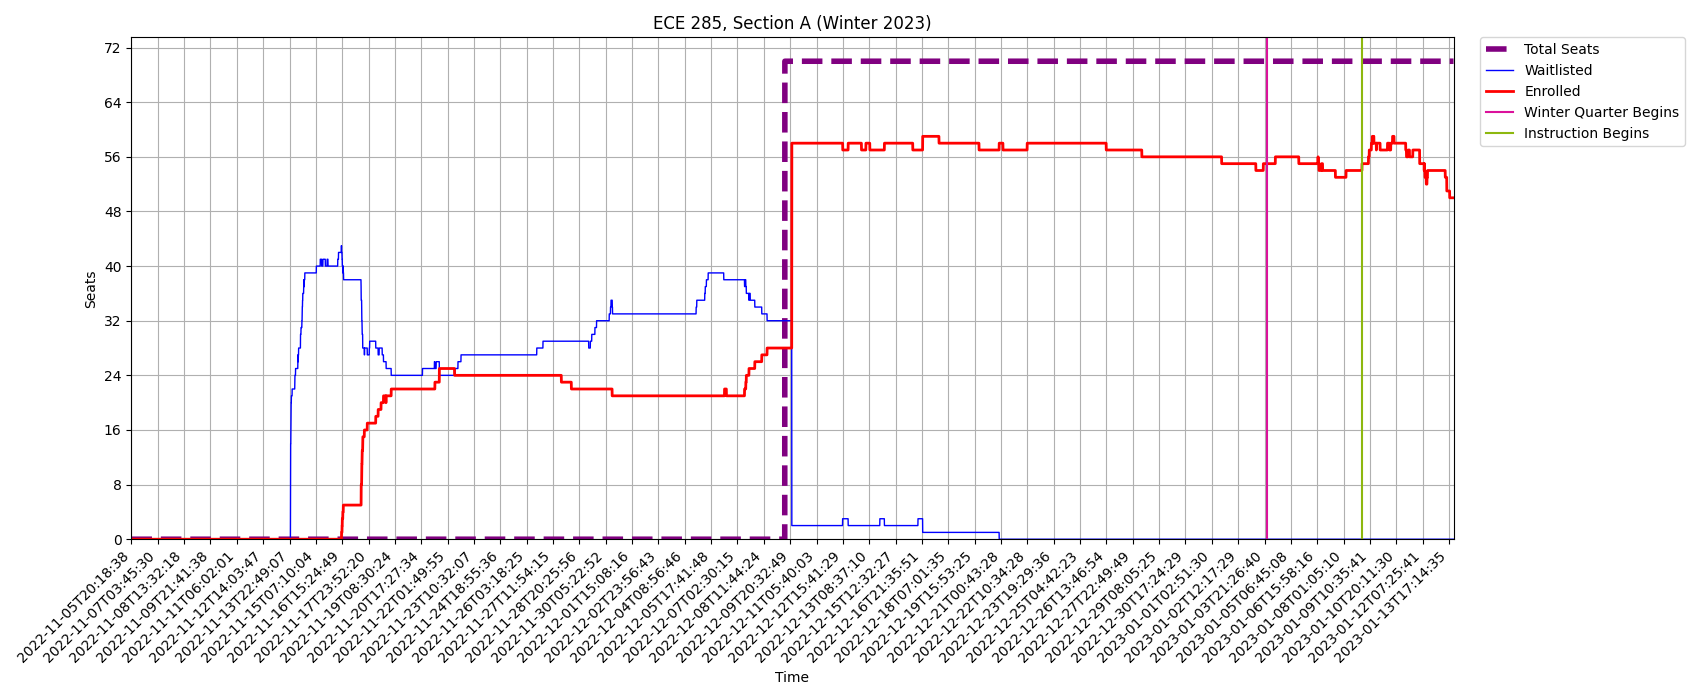 ECE 285, Section A (Winter 2023)
Total Seats
Waitlisted
Enrolled
Winter Quarter Begins
Instruction Begins
Seats
72
64
56
48
40
32
24
16
8
0
2022-11-05T20:18:38
2022-11-07T03:45:30
2022-11-08T13:32:18
2022-11-09T21:41:38
2022-11-11T06:02:01
2022-11-12T14:03:47
2022-11-13T22:49:07
2022-11-15T07:10:04
2022-11-16T15:24:49
2022-11-17T23:52:20
2022-11-19T08:30:24
2022-11-20T17:27:34
2022-11-22T01:49:55
2022-11-23T10:32:07
2022-11-24T18:55:36
2022-11-26T03:18:25
2022-11-27T11:54:15
2022-11-28T20:25:56
2022-11-30T05:22:52
2022-12-01T15:08:16
2022-12-02T23:56:43
2022-12-04T08:56:46
2022-12-05T17:41:48
2022-12-07T02:30:15
2022-12-08T11:44:24
2022-12-09T20:32:49
2022-12-11T05:40:03
2022-12-12T15:41:29
2022-12-13T08:37:10
2022-12-15T12:32:27
2022-12-16T21:35:51
2022-12-18T07:01:35
2022-12-19T15:53:25
2022-12-21T00:43:28
2022-12-22T10:34:28
2022-12-23T19:29:36
2022-12-25T04:42:23
2022-12-26T13:46:54
2022-12-27T22:49:49
2022-12-29T08:05:25
2022-12-30T17:24:29
2023-01-01T02:51:30
2023-01-02T12:17:29
2023-01-03T21:26:40
2023-01-05T06:45:08
2023-01-06T15:58:16
2023-01-08T01:05:10
2023-01-09T10:35:41
2023-01-10T20:11:30
2023-01-12T07:25:41
2023-01-13T17:14:35
Time